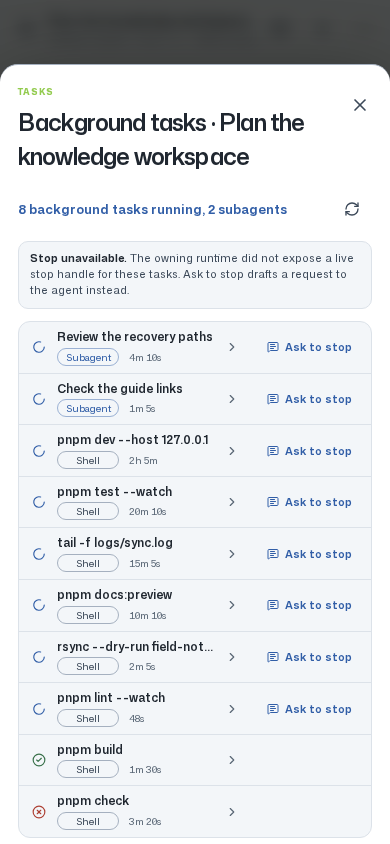 TASKS
Background tasks · Plan the
knowledge workspace
8 background tasks running, 2 subagents
Stop unavailable. The owning runtime did not expose a live
stop handle for these tasks. Ask to stop drafts a request to
the agent instead.
Review the recovery paths
Subagent 4m 10s
Ask to stop
Check the guide links
Subagent 1m 5s
Ask to stop
pnpm dev --host 127.0.0.1
Shell 2h 5m
Ask to stop
pnpm test --watch
Shell 20m 10s
Ask to stop
tail -f logs/sync.log
Shell 15m 5s
Ask to stop
pnpm docs:preview
Shell 10m 10s
Ask to stop
rsync --dry-run field-not...
Shell 2m 5s
Ask to stop
pnpm lint --watch
Shell 48s
Ask to stop
pnpm build
Shell 1m 30s
pnpm check
Shell 3m 20s